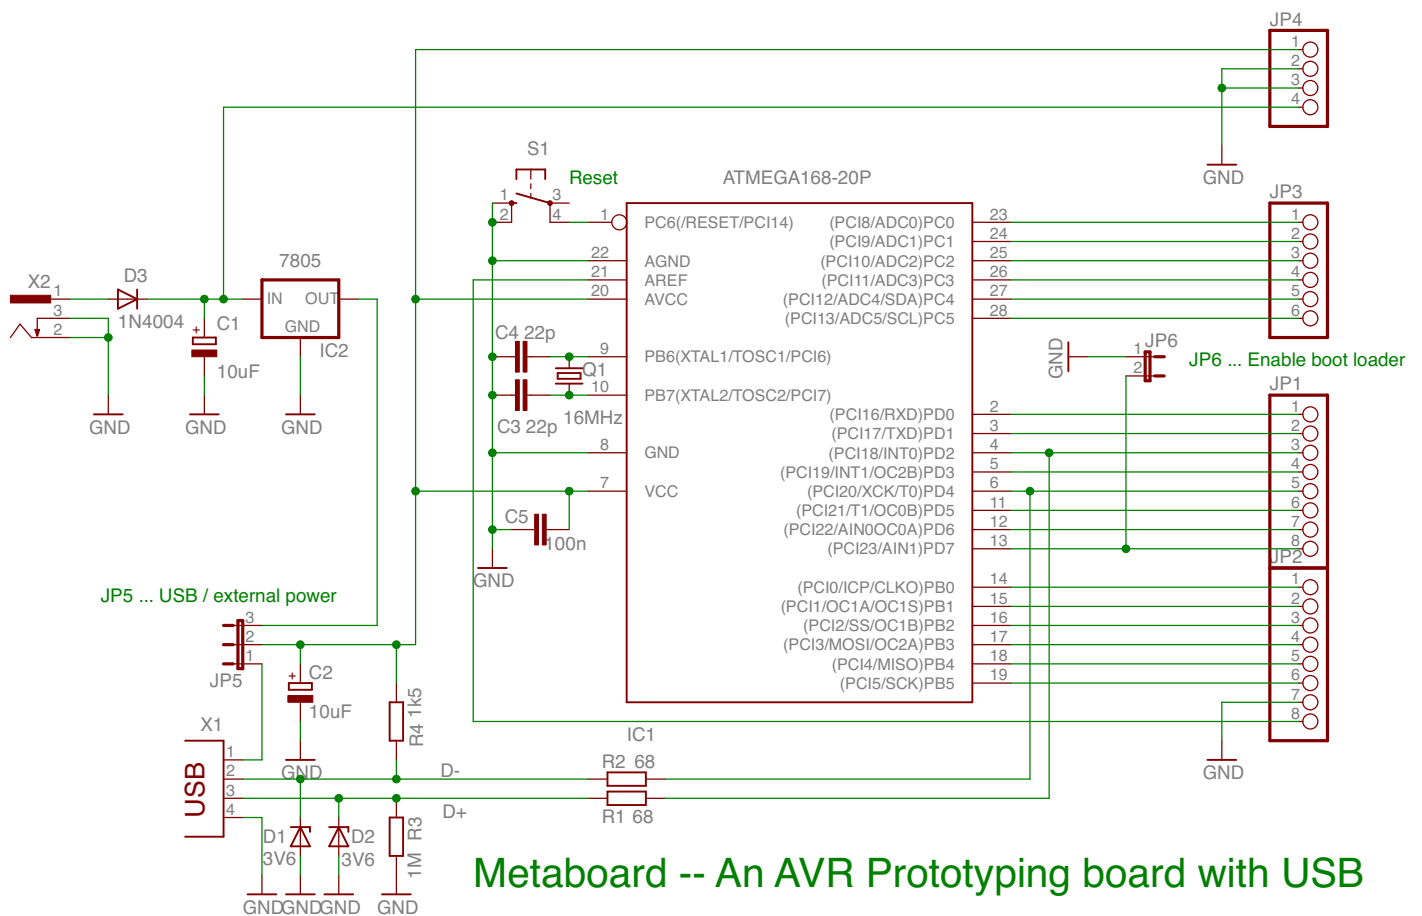 JP4
1
2
3
4
GND
S1
Reset
1
2
3
4
ATMEGA168-20P
1 PC6(/RESET/PCI14)
22 AGND
21 AREF
20 AVCC
9 PB6(XTAL1/TOSC1/PCI6)
10 PB7(XTAL2/TOSC2/PCI7)
8 GND
7 VCC
(PCI8/ADC0)PC0 23
(PCI9/ADC1)PC1 24
(PCI10/ADC2)PC2 25
(PCI11/ADC3)PC3 26
(PCI12/ADC4/SDA)PC4 27
(PCI13/ADC5/SCL)PC5 28
(PCI16/RXD)PD0 2
(PCI17/TXD)PD1 3
(PCI18/INT0)PD2 4
(PCI19/INT1/OC2B)PD3 5
(PCI20/XCK/T0)PD4 6
(PCI21/T1/OC0B)PD5 11
(PCI22/AIN0OC0A)PD6 12
(PCI23/AIN1)PD7 13
(PCI0/ICP/CLKO)PB0 14
(PCI1/OC1A/OC1S)PB1 15
(PCI2/SS/OC1B)PB2 16
(PCI3/MOSI/OC2A)PB3 17
(PCI4/MISO)PB4 18
(PCI5/SCK)PB5 19
IC1
JP3
1
2
3
4
5
6
GND
JP6
1
2
JP6 ... Enable boot loader
JP1
1
2
3
4
5
6
7
8
JP2
1
2
3
4
5
6
7
8
GND
X2
1
3
2
GND
D3
1N4004
C1
+
10uF
GND
7805
IN OUT
GND
IC2
GND
C4 22p
Q1
16MHz
C3 22p
C5
100n
GND
JP5 ... USB / external power
3
2
1
JP5
C2
+
10uF
GND
R4 1k5
X1
USB
1
2
3
4
D-
D+
R2 68
R1 68
D1
3V6
D2
3V6
R3
1M
GND
GND
GND
GND
Metaboard -- An AVR Prototyping board with USB